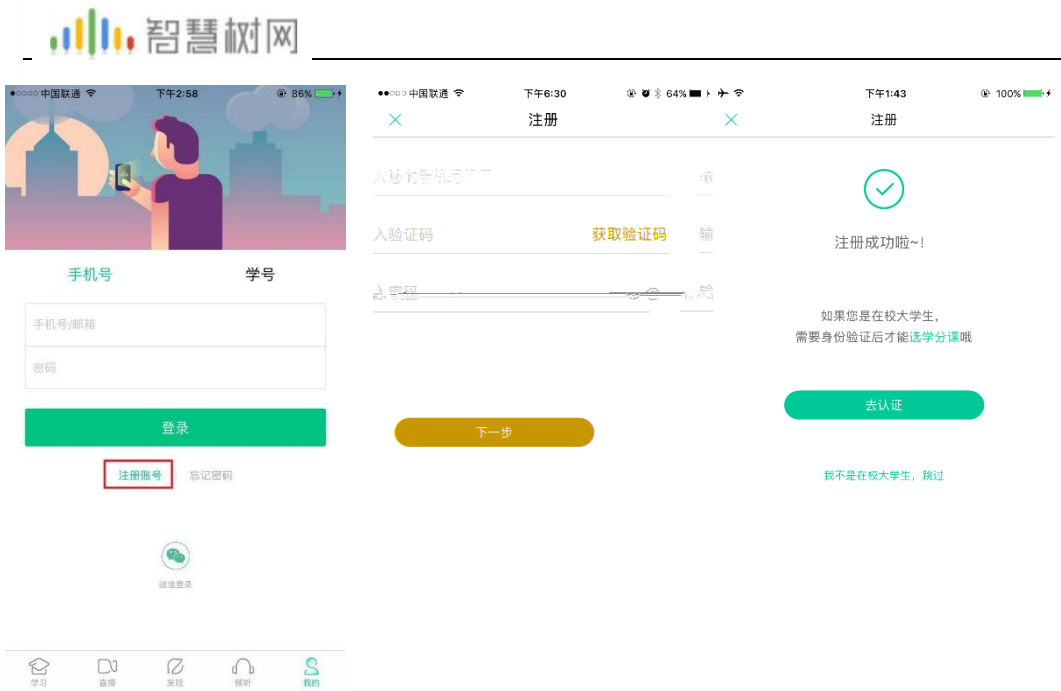 智慧树网
中国联通 下午2:58 86%
手机号 学号
手机号/邮箱
密码
登录
注册账号 忘记密码
微信登录
学习 直播 发现 倾听 我的
中国联通 下午6:30 64%
注册
入验证码 获取验证码
输
下一步
下午1:43 100%
注册
注册成功啦~!
如果您是在校大学生，
需要身份验证后才能选学分课哦
去认证
我不是在校大学生，跳过